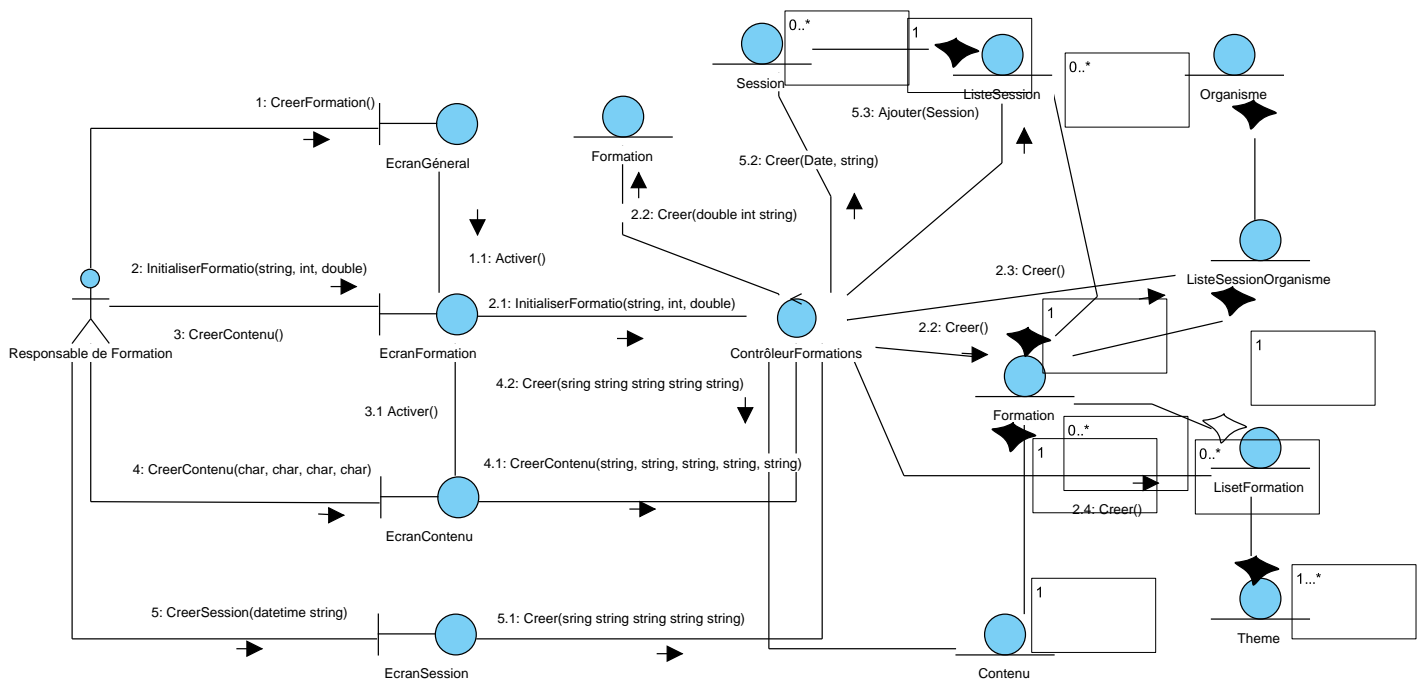 0..*
1
Session
ListeSession
0..*
Organisme
1: CreerFormation()
5.3: Ajouter(Session)
EcranGéneral
Formation
5.2: Creer(Date, string)
2.2: Creer(double int string)
1.1: Activer()
2: InitialiserFormatio(string, int, double)
2.3: Creer()
ListeSessionOrganisme
2.1: InitialiserFormatio(string, int, double)
1
3: CreerContenu()
2.2: Creer()
1
Responsable de Formation
EcranFormation
ContrôleurFormations
4.2: Creer(sring string string string string)
3.1 Activer()
Formation
0..*
1
0..*
4: CreerContenu(char, char, char, char)
4.1: CreerContenu(string, string, string, string, string)
LisetFormation
2.4: Creer()
EcranContenu
1
1...*
5: CreerSession(datetime string)
5.1: Creer(sring string string string string)
Theme
EcranSession
Contenu